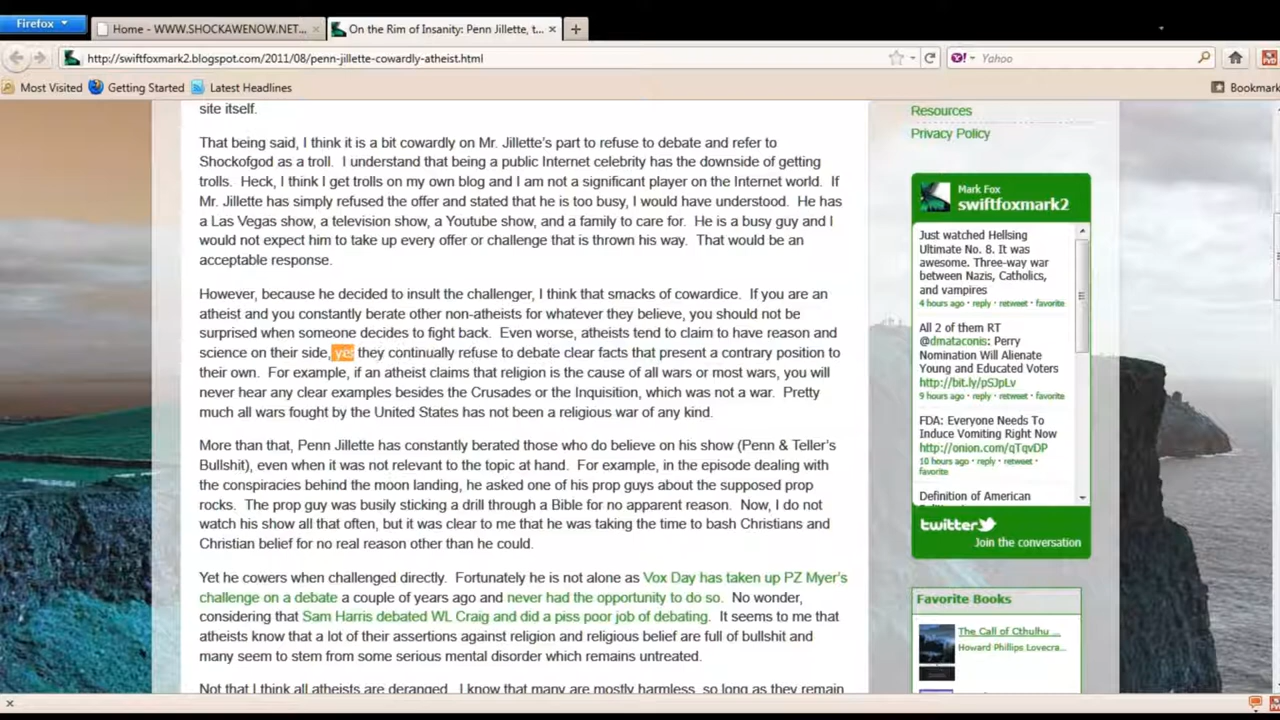 Firefox
Home - WWW.SHOCKAWENOW.NET...
On the Rim of Insanity: Penn Jillette, t...
http://swiftfoxmark2.blogspot.com/2011/08/penn-jillette-cowardly-atheist.html
Yahoo
Most Visited
Getting Started
Latest Headlines
Bookmark
site itself.
That being said, I think it is a bit cowardly on Mr. Jillette's part to refuse to debate and refer to
Shockofgod as a troll. I understand that being a public Internet celebrity has the downside of getting
trolls. Heck, I think I get trolls on my own blog and I am not a significant player on the Internet world. If
Mr. Jillette has simply refused the offer and stated that he is too busy, I would have understood. He has
a Las Vegas show, a television show, a Youtube show, and a family to care for. He is a busy guy and I
would not expect him to take up every offer or challenge that is thrown his way. That would be an
acceptable response.
However, because he decided to insult the challenger, I think that smacks of cowardice. If you are an
atheist and you constantly berate other non-atheists for whatever they believe, you should not be
surprised when someone decides to fight back. Even worse, atheists tend to claim to have reason and
science on their side, yes they continually refuse to debate clear facts that present a contrary position to
their own. For example, if an atheist claims that religion is the cause of all wars or most wars, you will
never hear any clear examples besides the Crusades or the Inquisition, which was not a war. Pretty
much all wars fought by the United States has not been a religious war of any kind.
More than that, Penn Jillette has constantly berated those who do believe on his show (Penn & Teller's
Bullshit), even when it was not relevant to the topic at hand. For example, in the episode dealing with
the conspiracies behind the moon landing, he asked one of his prop guys about the supposed prop
rocks. The prop guy was busily sticking a drill through a Bible for no apparent reason. Now, I do not
watch his show all that often, but it was clear to me that he was taking the time to bash Christians and
Christian belief for no real reason other than he could.
Yet he cowers when challenged directly. Fortunately he is not alone as Vox Day has taken up PZ Myer's
challenge on a debate a couple of years ago and never had the opportunity to do so. No wonder,
considering that Sam Harris debated WL Craig and did a piss poor job of debating. It seems to me that
atheists know that a lot of their assertions against religion and religious belief are full of bullshit and
many seem to stem from some serious mental disorder which remains untreated.
Not that I think all atheists are deranged. I know that many are mostly harmless, so long as they remain
Resources
Privacy Policy
Mark Fox
swiftfoxmark2
Just watched Hellsing
Ultimate No. 8. It was
awesome. Three-way war
between Nazis, Catholics,
and vampires
4 hours ago • reply • retweet • favorite
All 2 of them RT
@dmataconis: Perry
Nomination Will Alienate
Young and Educated Voters
http://bit.ly/pSJpLv
9 hours ago • reply • retweet • favorite
FDA: Everyone Needs To
Induce Vomiting Right Now
http://onion.com/qTqvDP
10 hours ago • reply • retweet •
favorite
Definition of American
twitter
Join the conversation
Favorite Books
The Call of Cthulhu ...
Howard Phillips Lovecra...